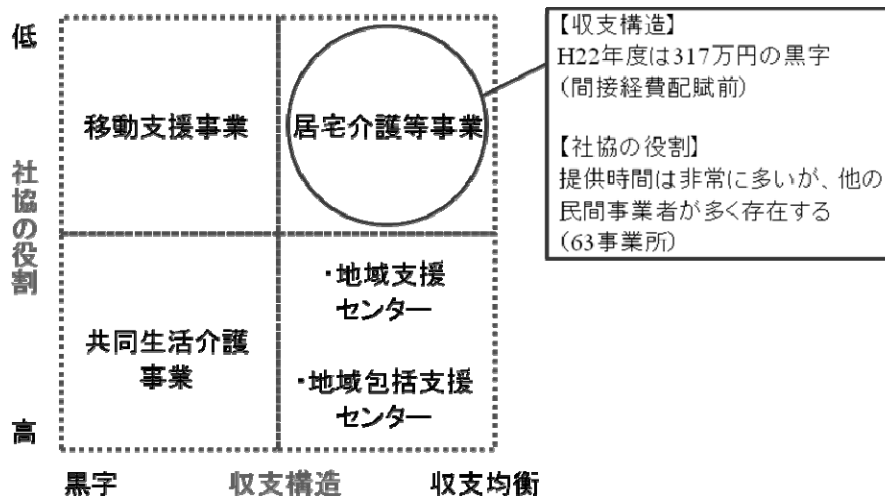 低
移動支援事業
居宅介護等事業
【収支構造】
H22年度は317万円の黒字
(間接経費配賦前)
【社協の役割】
提供時間は非常に多いが、他の
民間事業者が多く存在する
(63事業所)
社協の役割
共同生活介護
事業
・地域支援
センター
・地域包括支援
センター
高
黒字
収支構造
収支均衡